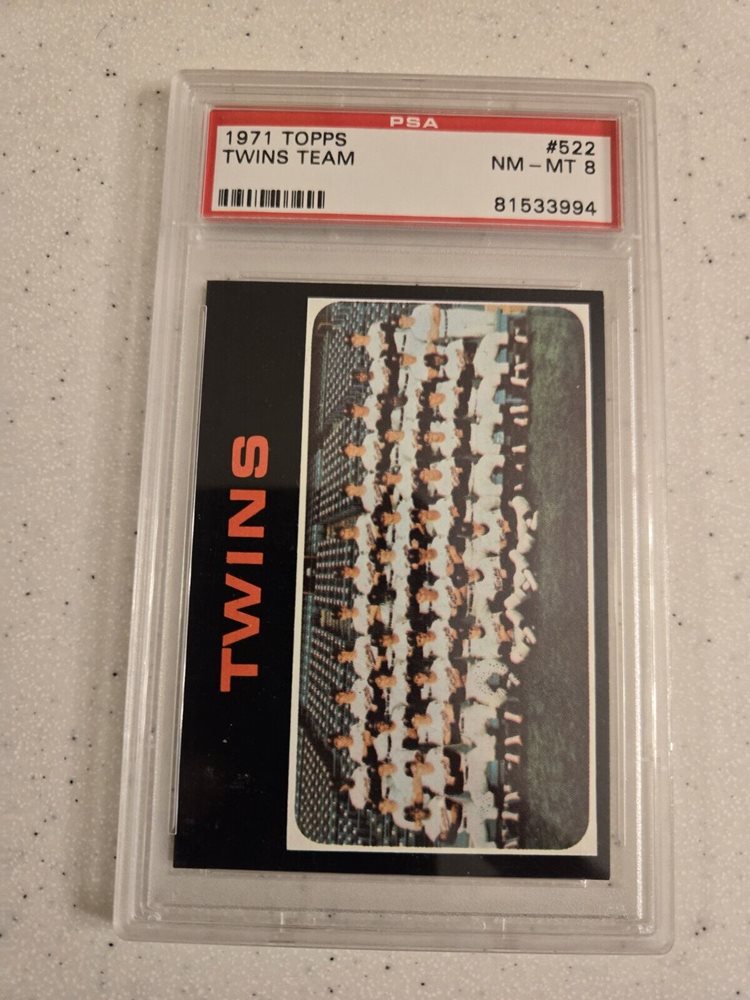 PSA
1971 TOPPS #522
TWINS TEAM NM-MT 8
81533994
TWINS